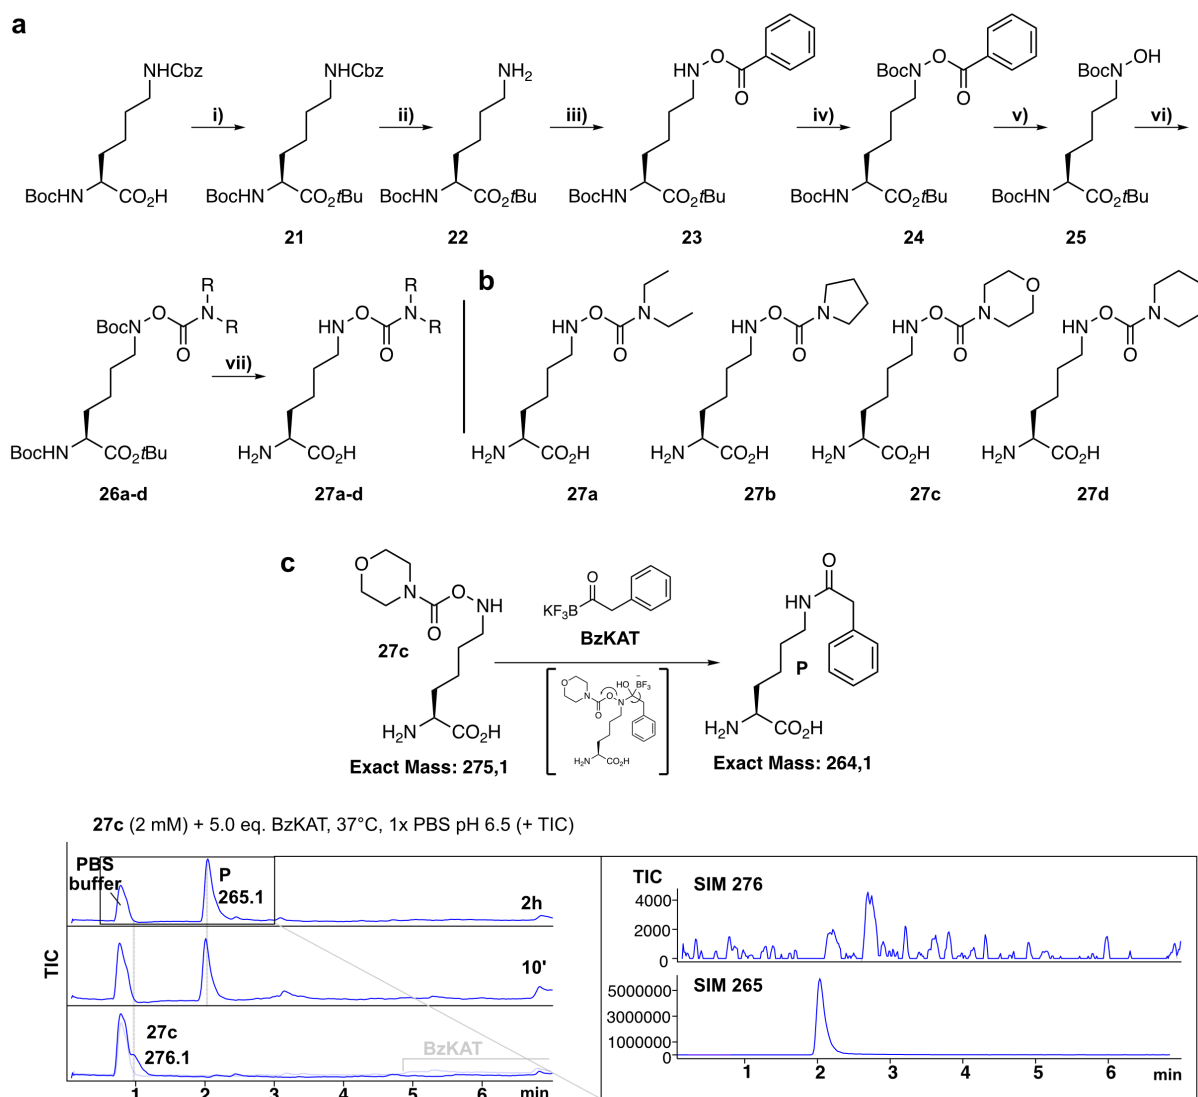 a
NHCbz
BocHN
CO₂H
i)
NHCbz
BocHN
CO₂tBu
21
ii)
NH₂
BocHN
CO₂tBu
22
iii)
HN
O
O
BocHN
CO₂tBu
23
iv)
BocN
O
O
BocHN
CO₂tBu
24
v)
BocN
OH
BocHN
CO₂tBu
25
vi)
BocN
O
O
N
R
R
BocHN
CO₂tBu
26a-d
vii)
HN
O
O
N
R
R
H₂N
CO₂H
27a-d
b
HN
O
O
N
H₂N
CO₂H
27a
HN
O
O
N
H₂N
CO₂H
27b
HN
O
O
N
O
H₂N
CO₂H
27c
HN
O
O
N
H₂N
CO₂H
27d
c
O
N
O
O
NH
27c
H₂N
CO₂H
Exact Mass: 275,1
O
KF₃B
BzKAT
O
N
O
O
N
HO
BF₃
−
H₂N
CO₂H
O
HN
P
H₂N
CO₂H
Exact Mass: 264,1
27c (2 mM) + 5.0 eq. BzKAT, 37°C, 1x PBS pH 6.5 (+ TIC)
TIC
PBS
buffer
P
265.1
2h
10'
27c
276.1
BzKAT
1 2 3 4 5 6 min
TIC
SIM 276
4000
2000
0
SIM 265
5000000
3000000
1000000
0
1 2 3 4 5 6 min